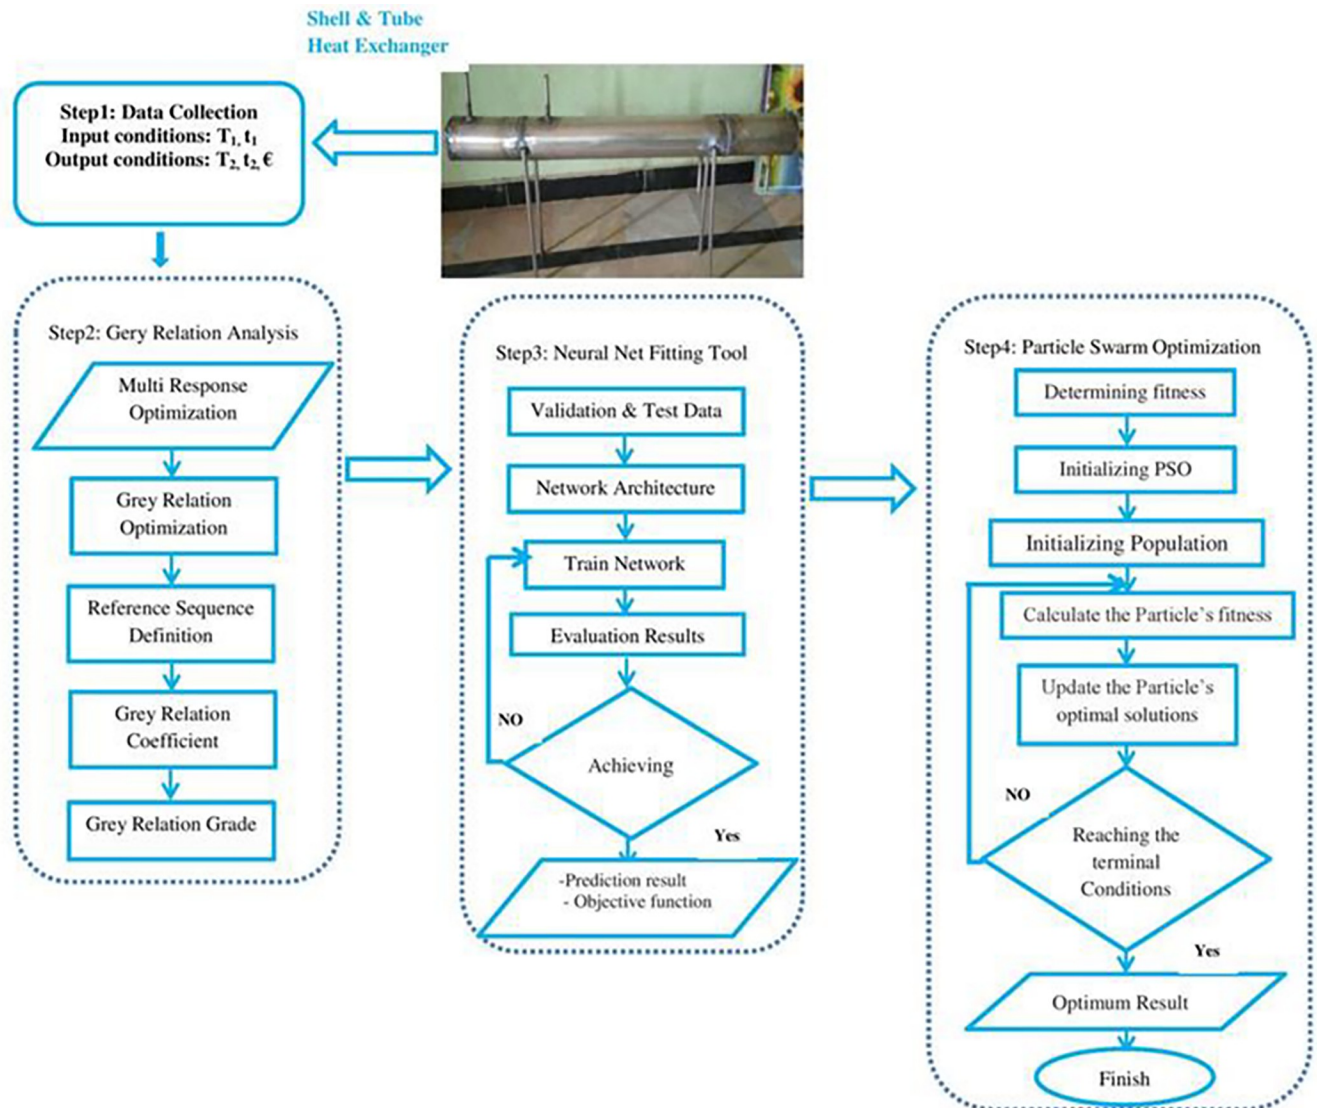 Shell & Tube
Heat Exchanger
Step1: Data Collection
Input conditions: T₁, t₁
Output conditions: T₂, t₂, €
Step2: Gery Relation Analysis
Multi Response
Optimization
Grey Relation
Optimization
Reference Sequence
Definition
Grey Relation
Coefficient
Grey Relation Grade
Step3: Neural Net Fitting Tool
Validation & Test Data
Network Architecture
Train Network
Evaluation Results
NO
Achieving
Yes
-Prediction result
- Objective function
Step4: Particle Swarm Optimization
Determining fitness
Initializing PSO
Initializing Population
Calculate the Particle's fitness
Update the Particle's
optimal solutions
NO
Reaching the
terminal
Conditions
Yes
Optimum Result
Finish